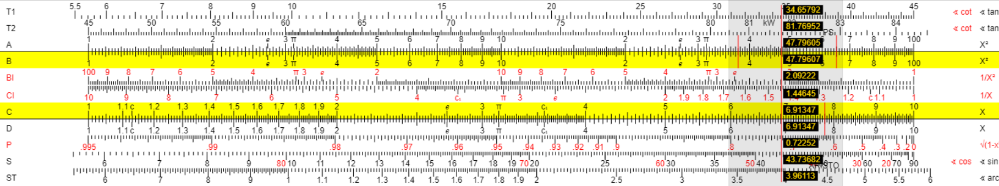 T1 5.5 6 7 8 9 10 15 20 25 30 35 40 45 ∢ cot ∢ tan
34.65792
T2 45 50 55 60 65 70 75 80 81 kW 83 84 ∢ cot ∢ tan
81.76952
PS
A 1 2 e 3 π 4 5 6 7 8 9 10 2 e 3 π 4 6 7 8 9 100 X²
47.79605
B 1 2 e 3 π 4 5 6 7 8 9 10 2 e 3 π 4 5 6 7 8 9 100 X²
47.79607
BI 100 9 8 7 6 5 4 π 3 e 2 10 9 8 7 6 5 4 π 3 e 2 1 1/X²
2.09222
CI 10 9 8 7 6 5 4 c₁ π 3 e 2 1.9 1.8 1.7 1.6 1.5 1.4 1.3 1.2 c 1.1 1 1/X
1.44645
C 1 1.1 c 1.2 1.3 1.4 1.5 1.6 1.7 1.8 1.9 2 e 3 π c₁ 4 5 6 7 8 9 10 X
6.91347
D 1 1.1 c 1.2 1.3 1.4 1.5 1.6 1.7 1.8 1.9 2 e 3 π c₁ 4 5 6 7 8 9 10 X
6.91347
P .995 .99 .98 .97 .96 .95 .94 .93 .92 .91 .9 .8 .7 .6 .5 .4 .3 .2 0 √(1-x
0.72252
S 6 7 8 9 80 10 11 12 13 14 15 16 17 18 19 70 20 25 60 30 35 50 40 30 60 20 70 90 ∢ cos ∢ sin
43.73682
ARISTO
ST 6 7 8 9 1 1.1 1.2 1.3 1.4 1.5 1.6 1.7 1.8 1.9 2 2.5 3 3.5 4 4.5 5 5.5 6 ∢ arc
3.96113